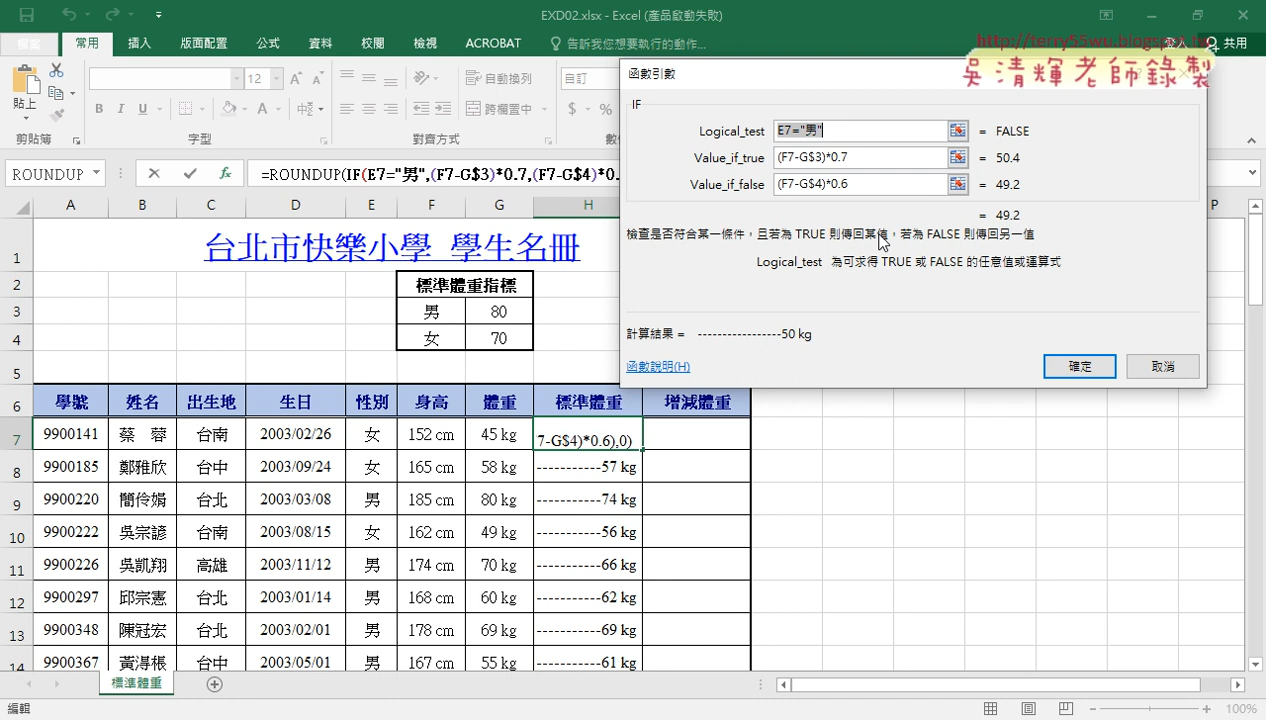 EXD02.xlsx - Excel (產品啟動失敗)
http://terry55wu.blogspot.tw
吳清輝老師錄製
檔案 常用 插入 版面配置 公式 資料 校閱 檢視 ACROBAT 告訴我您想要執行的動作... 登入 共用
貼上 12 自動換列 自訂
B I U 中 跨欄置中 $ %
剪貼簿 字型 對齊方式
ROUNDUP =ROUNDUP(IF(E7="男",(F7-G$3)*0.7,(F7-G$4)*0.
函數引數
IF
Logical_test E7="男" = FALSE
Value_if_true (F7-G$3)*0.7 = 50.4
Value_if_false (F7-G$4)*0.6 = 49.2
= 49.2
檢查是否符合某一條件，且若為 TRUE 則傳回某值，若為 FALSE 則傳回另一值
Logical_test 為可求得 TRUE 或 FALSE 的任意值或運算式
計算結果 = -----------------50 kg
函數說明(H) 確定 取消
A B C D E F G H P
1 台北市快樂小學 學生名冊
2 標準體重指標
3 男 80
4 女 70
5
6 學號 姓名 出生地 生日 性別 身高 體重 標準體重 增減體重
7 9900141 蔡 蓉 台南 2003/02/26 女 152 cm 45 kg 7-G$4)*0.6),0)
8 9900185 鄭雅欣 台中 2003/09/24 女 165 cm 58 kg -----------57 kg
9 9900220 簡伶娟 台北 2003/03/08 男 185 cm 80 kg -----------74 kg
10 9900222 吳宗諺 台南 2003/08/15 女 162 cm 49 kg -----------56 kg
11 9900226 吳凱翔 高雄 2003/11/12 男 174 cm 70 kg -----------66 kg
12 9900297 邱宗憲 台北 2003/01/14 男 168 cm 60 kg -----------62 kg
13 9900348 陳冠宏 台北 2003/02/01 男 178 cm 69 kg -----------69 kg
14 9900367 台中 2003/05/01 男 167 cm 55 kg -----------61 kg
標準體重
編輯 100%